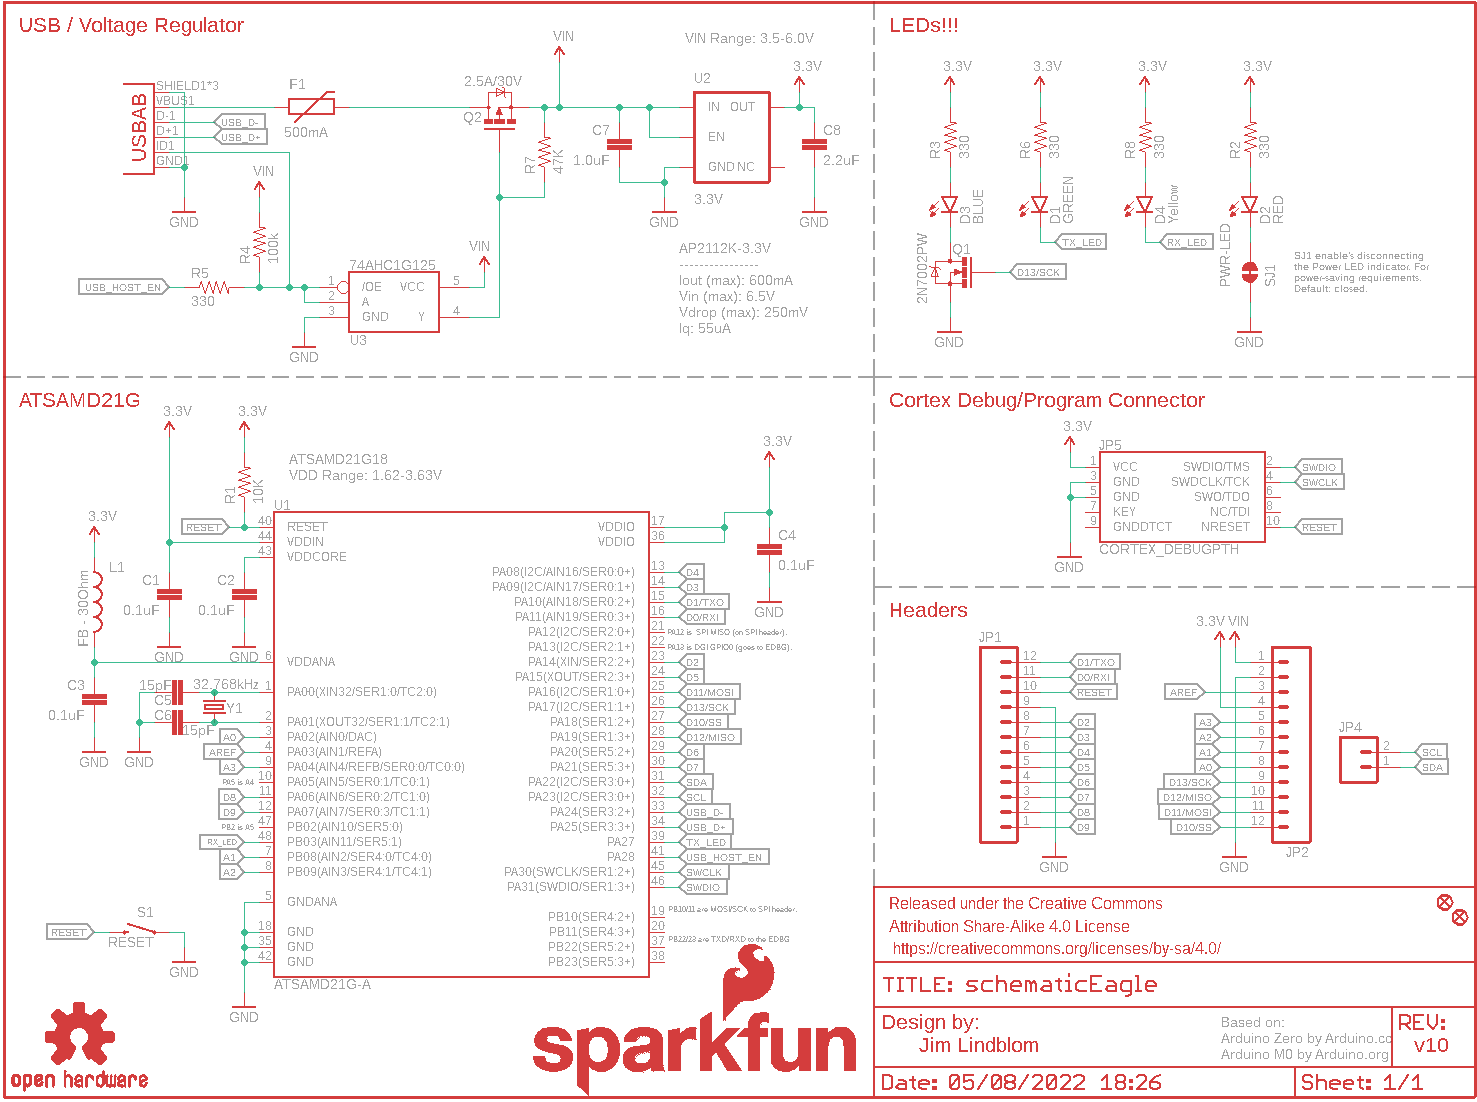 USB / Voltage Regulator
VIN
VIN Range: 3.5-6.0V
3.3V
SHIELD1*3
VBUS1
D-1
D+1
ID1
GND1
USBAB
USB_D-
USB_D+
F1
500mA
2.5A/30V
Q2
R7
47K
C7
1.0uF
U2
IN OUT
EN
GND NC
3.3V
C8
2.2uF
GND
GND
GND
VIN
R4
100k
USB_HOST_EN
R5
330
74AHC1G125
1
2
3
/OE
A
GND
VCC
Y
5
4
U3
VIN
GND
AP2112K-3.3V
--------------
Iout (max): 600mA
Vin (max): 6.5V
Vdrop (max): 250mV
Iq: 55uA
LEDs!!!
3.3V
3.3V
3.3V
3.3V
R3
330
R6
330
R8
330
R2
330
D3
BLUE
D1
GREEN
D4
Yellow
D2
RED
TX_LED
RX_LED
2N7002PW
Q1
D13/SCK
PWR-LED
SJ1
SJ1 enable's disconnecting
the Power LED indicator. For
power-saving requirements.
Default: closed.
GND
GND
ATSAMD21G
3.3V
3.3V
3.3V
3.3V
ATSAMD21G18
VDD Range: 1.62-3.63V
R1
10K
U1
RESET
L1
FB - 30Ohm
C1
0.1uF
C2
0.1uF
GND
GND
C3
0.1uF
15pF
C5
C6
15pF
32.768kHz
Y1
GND
GND
C4
0.1uF
GND
40 RESET
44 VDDIN
43 VDDCORE
6 VDDANA
1 PA00(XIN32/SER1:0/TC2:0)
2 PA01(XOUT32/SER1:1/TC2:1)
A0 3 PA02(AIN0/DAC)
AREF 4 PA03(AIN1/REFA)
A3 9 PA04(AIN4/REFB/SER0:0/TC0:0)
PA5 is A4 10 PA05(AIN5/SER0:1/TC0:1)
D8 11 PA06(AIN6/SER0:2/TC1:0)
D9 12 PA07(AIN7/SER0:3/TC1:1)
PB2 is A5 47 PB02(AIN10/SER5:0)
RX_LED 48 PB03(AIN11/SER5:1)
A1 7 PB08(AIN2/SER4:0/TC4:0)
A2 8 PB09(AIN3/SER4:1/TC4:1)
5 GNDANA
18 GND
35 GND
42 GND
VDDIO 17
VDDIO 36
PA08(I2C/AIN16/SER0:0+) 13 D4
PA09(I2C/AIN17/SER0:1+) 14 D3
PA10(AIN18/SER0:2+) 15 D1/TXO
PA11(AIN19/SER0:3+) 16 D0/RXI
PA12(I2C/SER2:0+) 21 PA12 is SPI MISO (on SPI header).
PA13(I2C/SER2:1+) 22 PA13 is DGI GPIO0 (goes to EDBG).
PA14(XIN/SER2:2+) 23 D2
PA15(XOUT/SER2:3+) 24 D5
PA16(I2C/SER1:0+) 25 D11/MOSI
PA17(I2C/SER1:1+) 26 D13/SCK
PA18(SER1:2+) 27 D10/SS
PA19(SER1:3+) 28 D12/MISO
PA20(SER5:2+) 29 D6
PA21(SER5:3+) 30 D7
PA22(I2C/SER3:0+) 31 SDA
PA23(I2C/SER3:1+) 32 SCL
PA24(SER3:2+) 33 USB_D-
PA25(SER3:3+) 34 USB_D+
PA27 39 TX_LED
PA28 41 USB_HOST_EN
PA30(SWCLK/SER1:2+) 45 SWCLK
PA31(SWDIO/SER1:3+) 46 SWDIO
PB10(SER4:2+) 19 PB10/11 are MOSI/SCK to SPI header.
PB11(SER4:3+) 20
PB22(SER5:2+) 37 PB22/23 are TXD/RXD to the EDBG
PB23(SER5:3+) 38
ATSAMD21G-A
GND
RESET
S1
RESET
GND
open hardware
sparkfun
Cortex Debug/Program Connector
3.3V
JP5
1 VCC SWDIO/TMS 2 SWDIO
3 GND SWDCLK/TCK 4 SWCLK
5 GND SWO/TDO 6
7 KEY NC/TDI 8
9 GNDDTCT NRESET 10 RESET
CORTEX_DEBUGPTH
GND
Headers
JP1
12 D1/TXO
11 D0/RXI
10 RESET
9
8 D2
7 D3
6 D4
5 D5
4 D6
3 D7
2 D8
1 D9
GND
3.3V VIN
1
2
AREF 3
4
A3 5
A2 6
A1 7
A0 8
D13/SCK 9
D12/MISO 10
D11/MOSI 11
D10/SS 12
JP2
GND
JP4
2 SCL
1 SDA
Released under the Creative Commons
Attribution Share-Alike 4.0 License
https://creativecommons.org/licenses/by-sa/4.0/
TITLE: schematicEagle
Design by:
Jim Lindblom
Based on:
Arduino Zero by Arduino.cc
Arduino M0 by Arduino.org
REV:
v10
Date: 05/08/2022 18:26
Sheet: 1/1